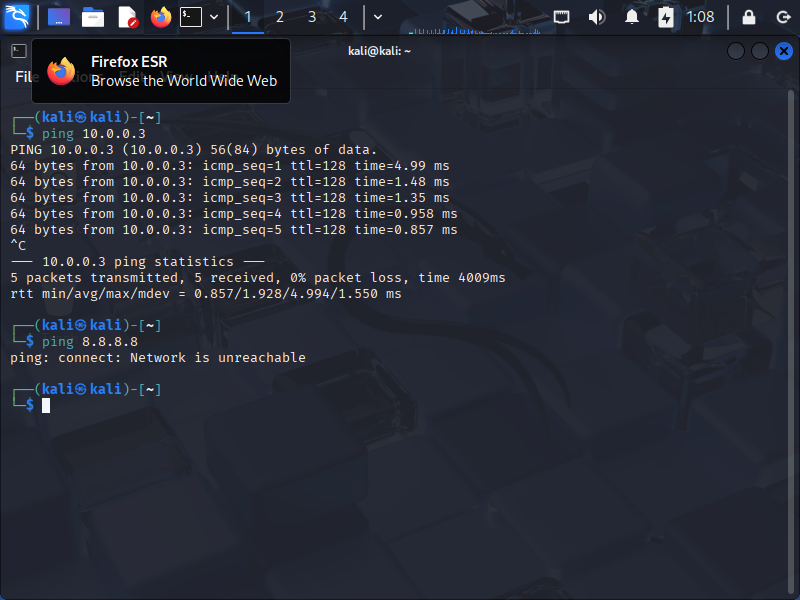 1 2 3 4 1:08
kali@kali: ~
Firefox ESR
Browse the World Wide Web
┌──(kali㉿kali)-[~]
└─$ ping 10.0.0.3
PING 10.0.0.3 (10.0.0.3) 56(84) bytes of data.
64 bytes from 10.0.0.3: icmp_seq=1 ttl=128 time=4.99 ms
64 bytes from 10.0.0.3: icmp_seq=2 ttl=128 time=1.48 ms
64 bytes from 10.0.0.3: icmp_seq=3 ttl=128 time=1.35 ms
64 bytes from 10.0.0.3: icmp_seq=4 ttl=128 time=0.958 ms
64 bytes from 10.0.0.3: icmp_seq=5 ttl=128 time=0.857 ms
^C
--- 10.0.0.3 ping statistics ---
5 packets transmitted, 5 received, 0% packet loss, time 4009ms
rtt min/avg/max/mdev = 0.857/1.928/4.994/1.550 ms
┌──(kali㉿kali)-[~]
└─$ ping 8.8.8.8
ping: connect: Network is unreachable
┌──(kali㉿kali)-[~]
└─$